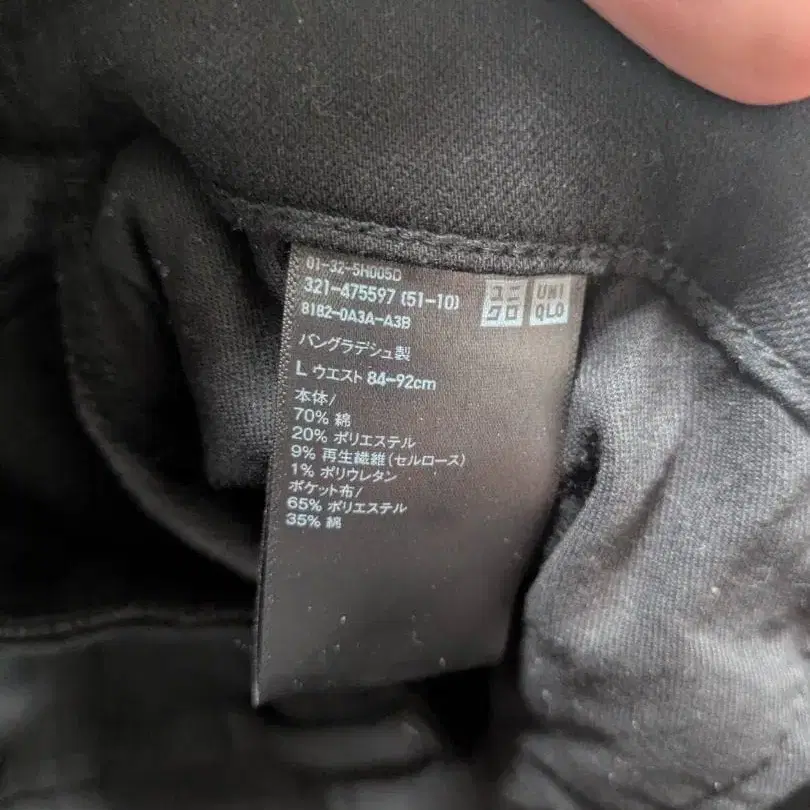 01-32-5H005D
321-475597 (51-10)
8182-0A3A-A3B
ユニ
クロ
UNI
QLO
バングラデシュ製
L ウエスト 84-92cm
本体/
70% 綿
20% ポリエステル
9% 再生繊維(セルロース)
1% ポリウレタン
ポケット布/
65% ポリエステル
35% 綿